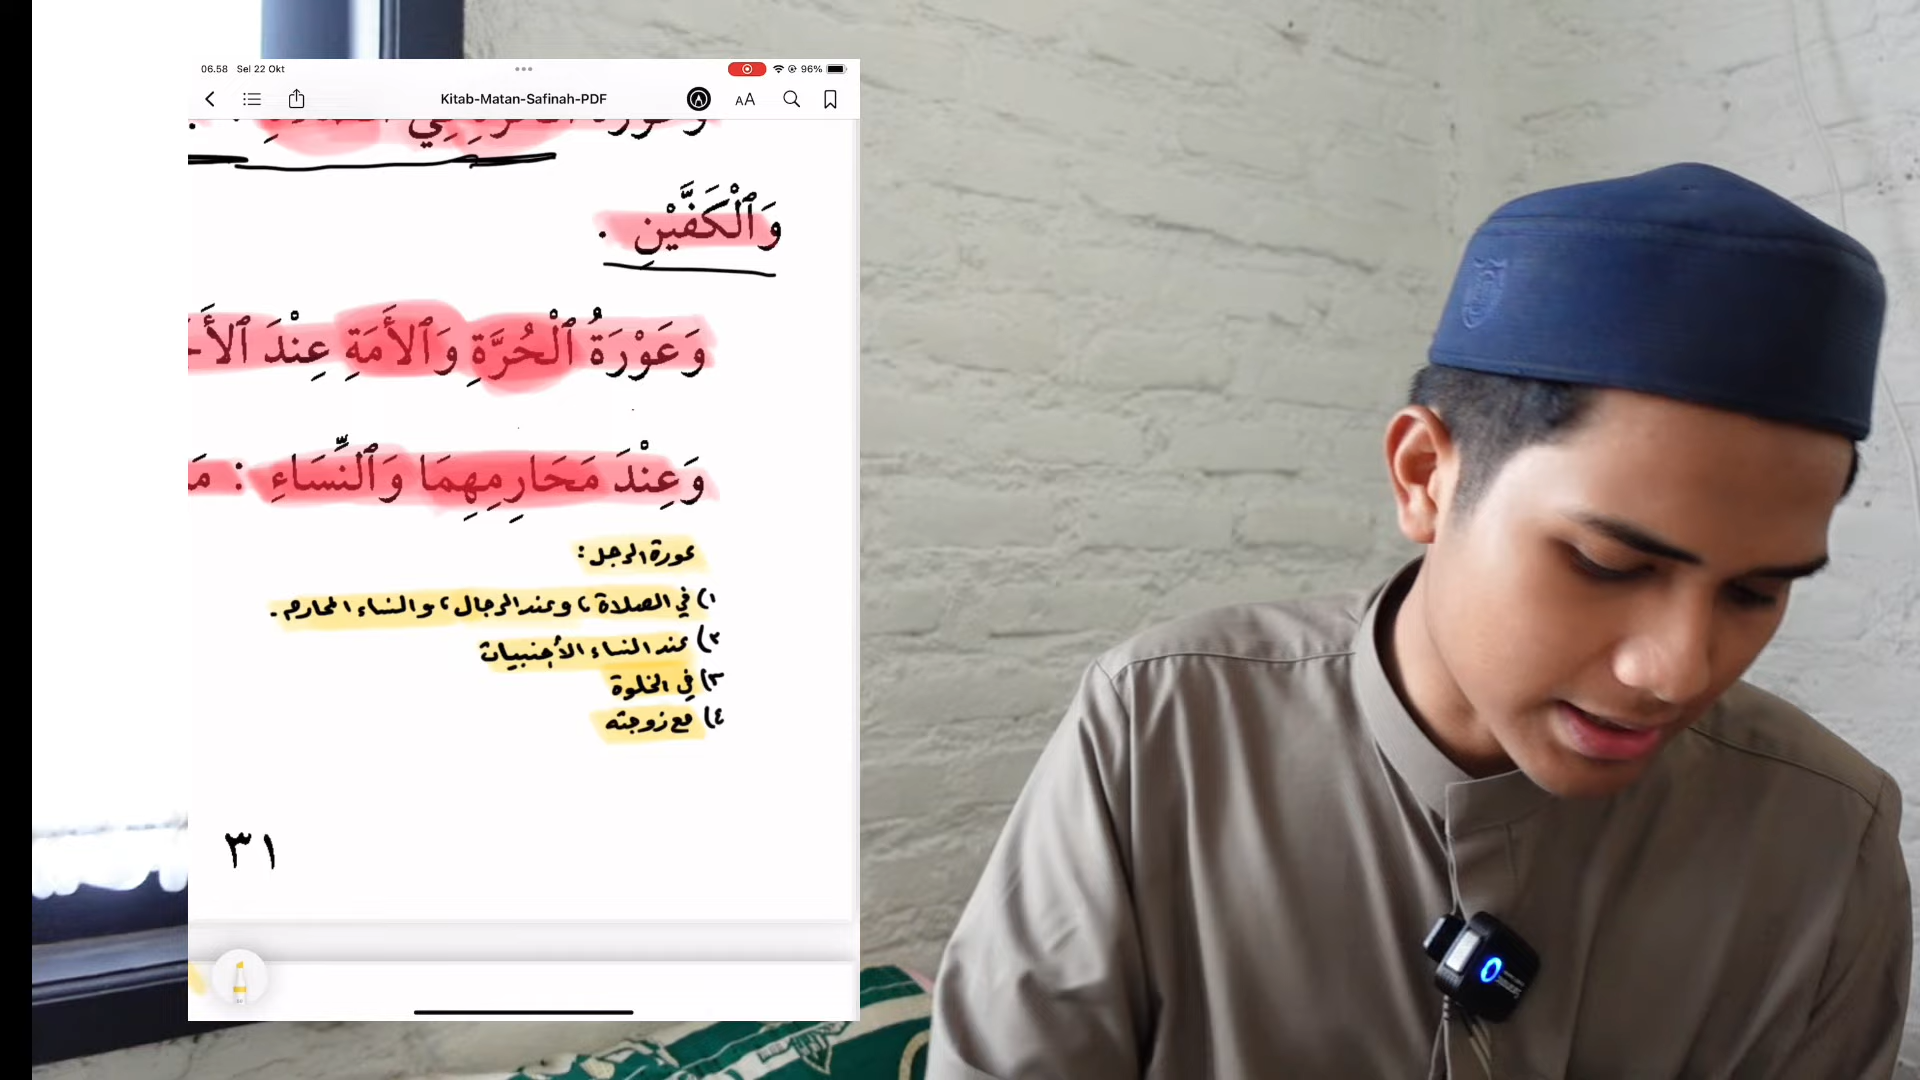 06.58 Sel 22 Okt
96%
Kitab-Matan-Safinah-PDF
AA
وَٱلْكَفَّيْنِ .
وَعَوْرَةُ ٱلْحُرَّةِ وَٱلأَمَةِ عِنْدَ
وَعِنْدَ مَحَارِمِهِمَا وَٱلنِّسَاءِ :
عورة الرجل :
١) في الصلاة، وعند الرجال، والنساء المحارم.
٢) عند النساء الأجنبيات
٣) في الخلوة
٤) مع زوجته
٣١